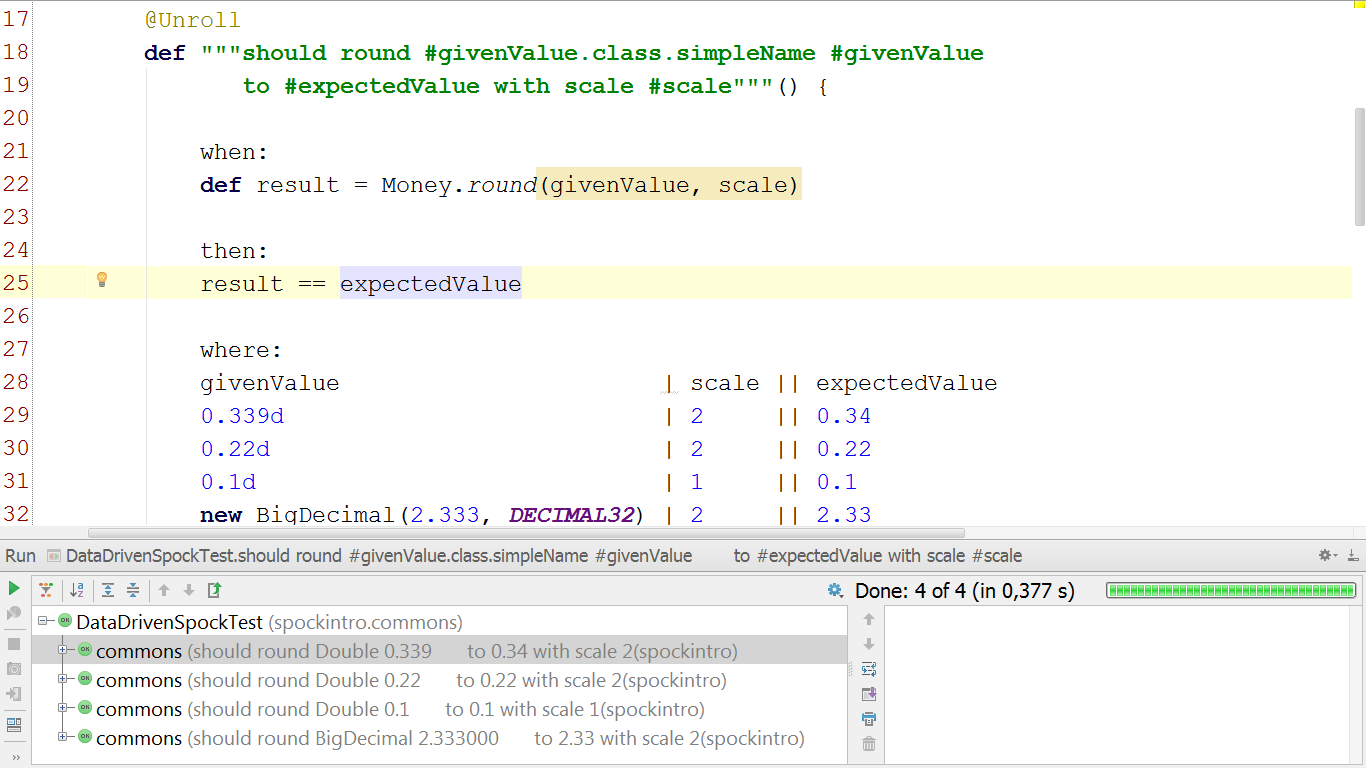 17 @Unroll
18 def """should round #givenValue.class.simpleName #givenValue
19 to #expectedValue with scale #scale"""() {
20
21 when:
22 def result = Money.round(givenValue, scale)
23
24 then:
25 result == expectedValue
26
27 where:
28 givenValue | scale || expectedValue
29 0.339d | 2 || 0.34
30 0.22d | 2 || 0.22
31 0.1d | 1 || 0.1
32 new BigDecimal(2.333, DECIMAL32) | 2 || 2.33
Run DataDrivenSpockTest.should round #givenValue.class.simpleName #givenValue to #expectedValue with scale #scale
Done: 4 of 4 (in 0,377 s)
DataDrivenSpockTest (spockintro.commons)
commons (should round Double 0.339 to 0.34 with scale 2(spockintro)
commons (should round Double 0.22 to 0.22 with scale 2(spockintro)
commons (should round Double 0.1 to 0.1 with scale 1(spockintro)
commons (should round BigDecimal 2.333000 to 2.33 with scale 2(spockintro)